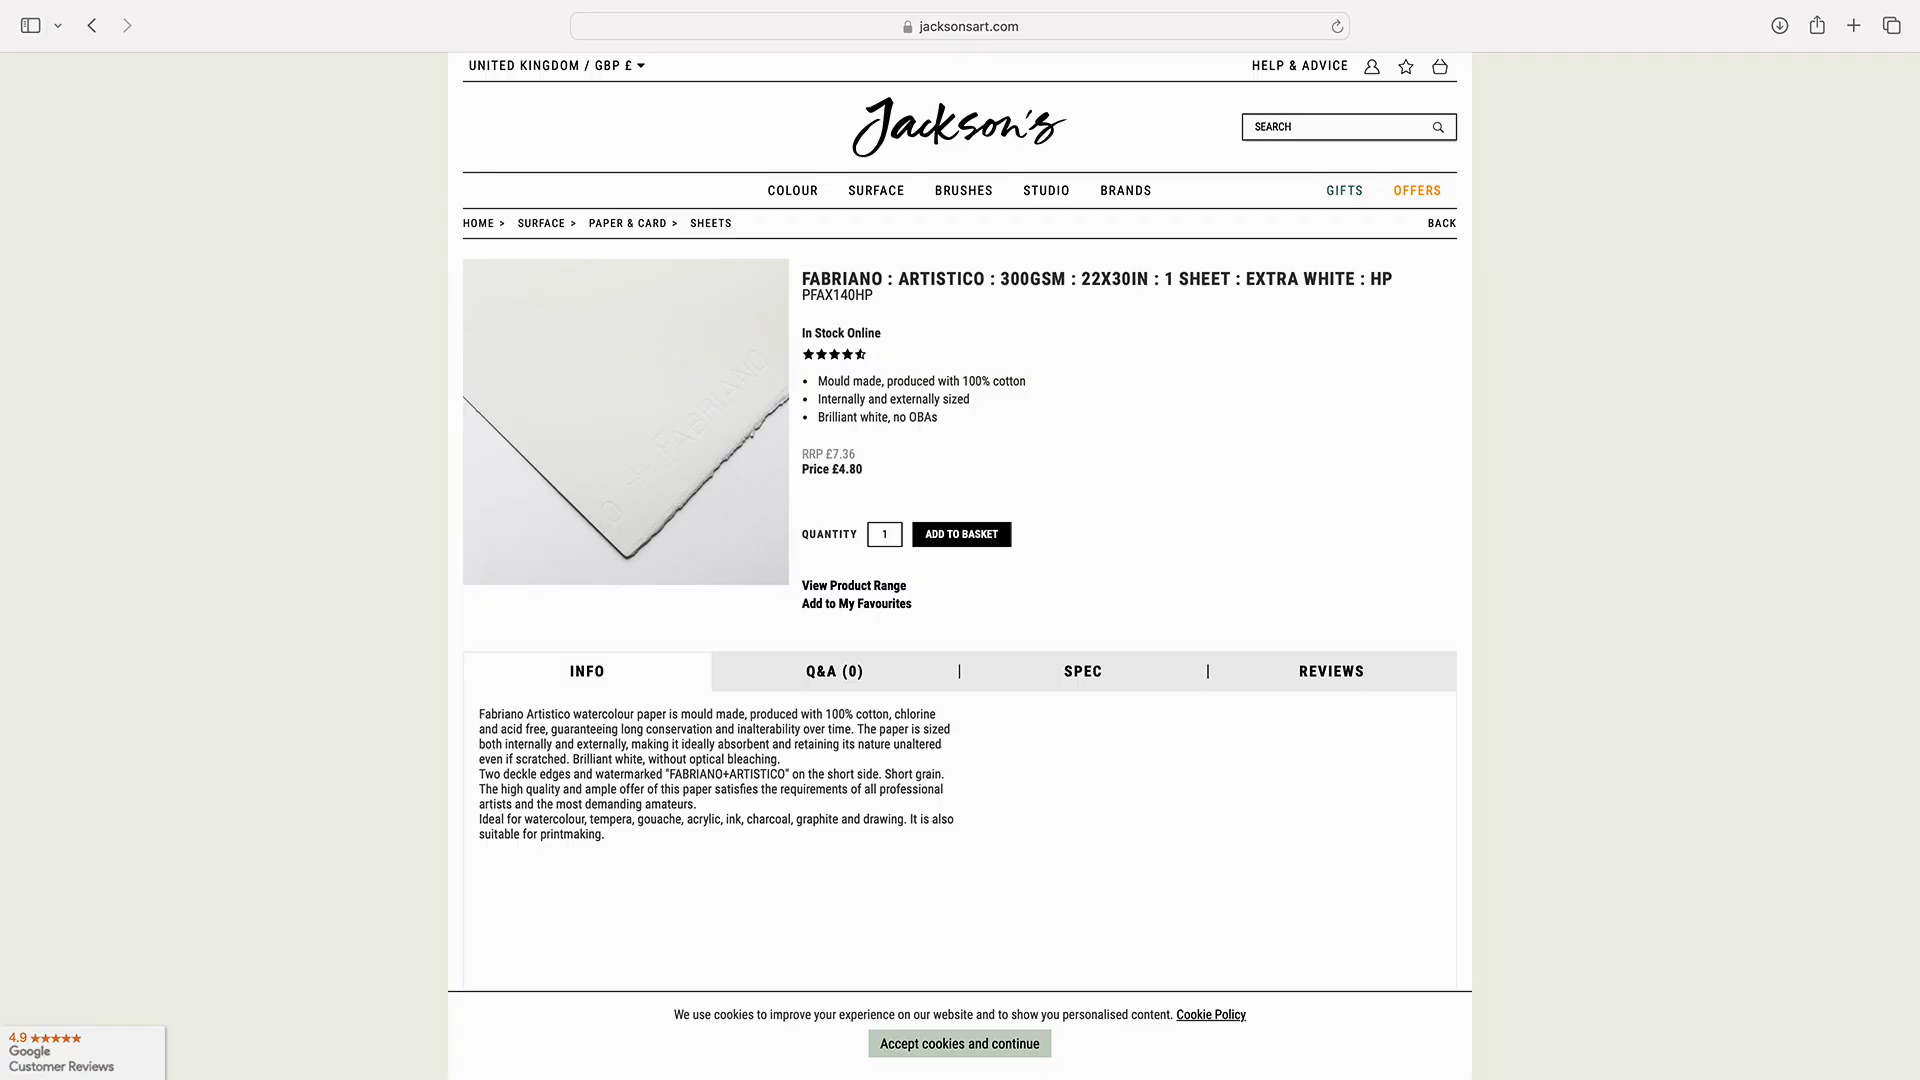 jacksonsart.com
UNITED KINGDOM / GBP £
HELP & ADVICE
Jackson's
SEARCH
COLOUR SURFACE BRUSHES STUDIO BRANDS GIFTS OFFERS
HOME > SURFACE > PAPER & CARD > SHEETS BACK
FABRIANO : ARTISTICO : 300GSM : 22X30IN : 1 SHEET : EXTRA WHITE : HP
PFAX140HP
In Stock Online
• Mould made, produced with 100% cotton
• Internally and externally sized
• Brilliant white, no OBAs
FABRIANO
RRP £7.36
Price £4.80
QUANTITY 1 ADD TO BASKET
View Product Range
Add to My Favourites
INFO Q&A (0) | SPEC | REVIEWS
Fabriano Artistico watercolour paper is mould made, produced with 100% cotton, chlorine
and acid free, guaranteeing long conservation and inalterability over time. The paper is sized
both internally and externally, making it ideally absorbent and retaining its nature unaltered
even if scratched. Brilliant white, without optical bleaching.
Two deckle edges and watermarked "FABRIANO+ARTISTICO" on the short side. Short grain.
The high quality and ample offer of this paper satisfies the requirements of all professional
artists and the most demanding amateurs.
Ideal for watercolour, tempera, gouache, acrylic, ink, charcoal, graphite and drawing. It is also
suitable for printmaking.
We use cookies to improve your experience on our website and to show you personalised content. Cookie Policy
Accept cookies and continue
4.9
Google
Customer Reviews